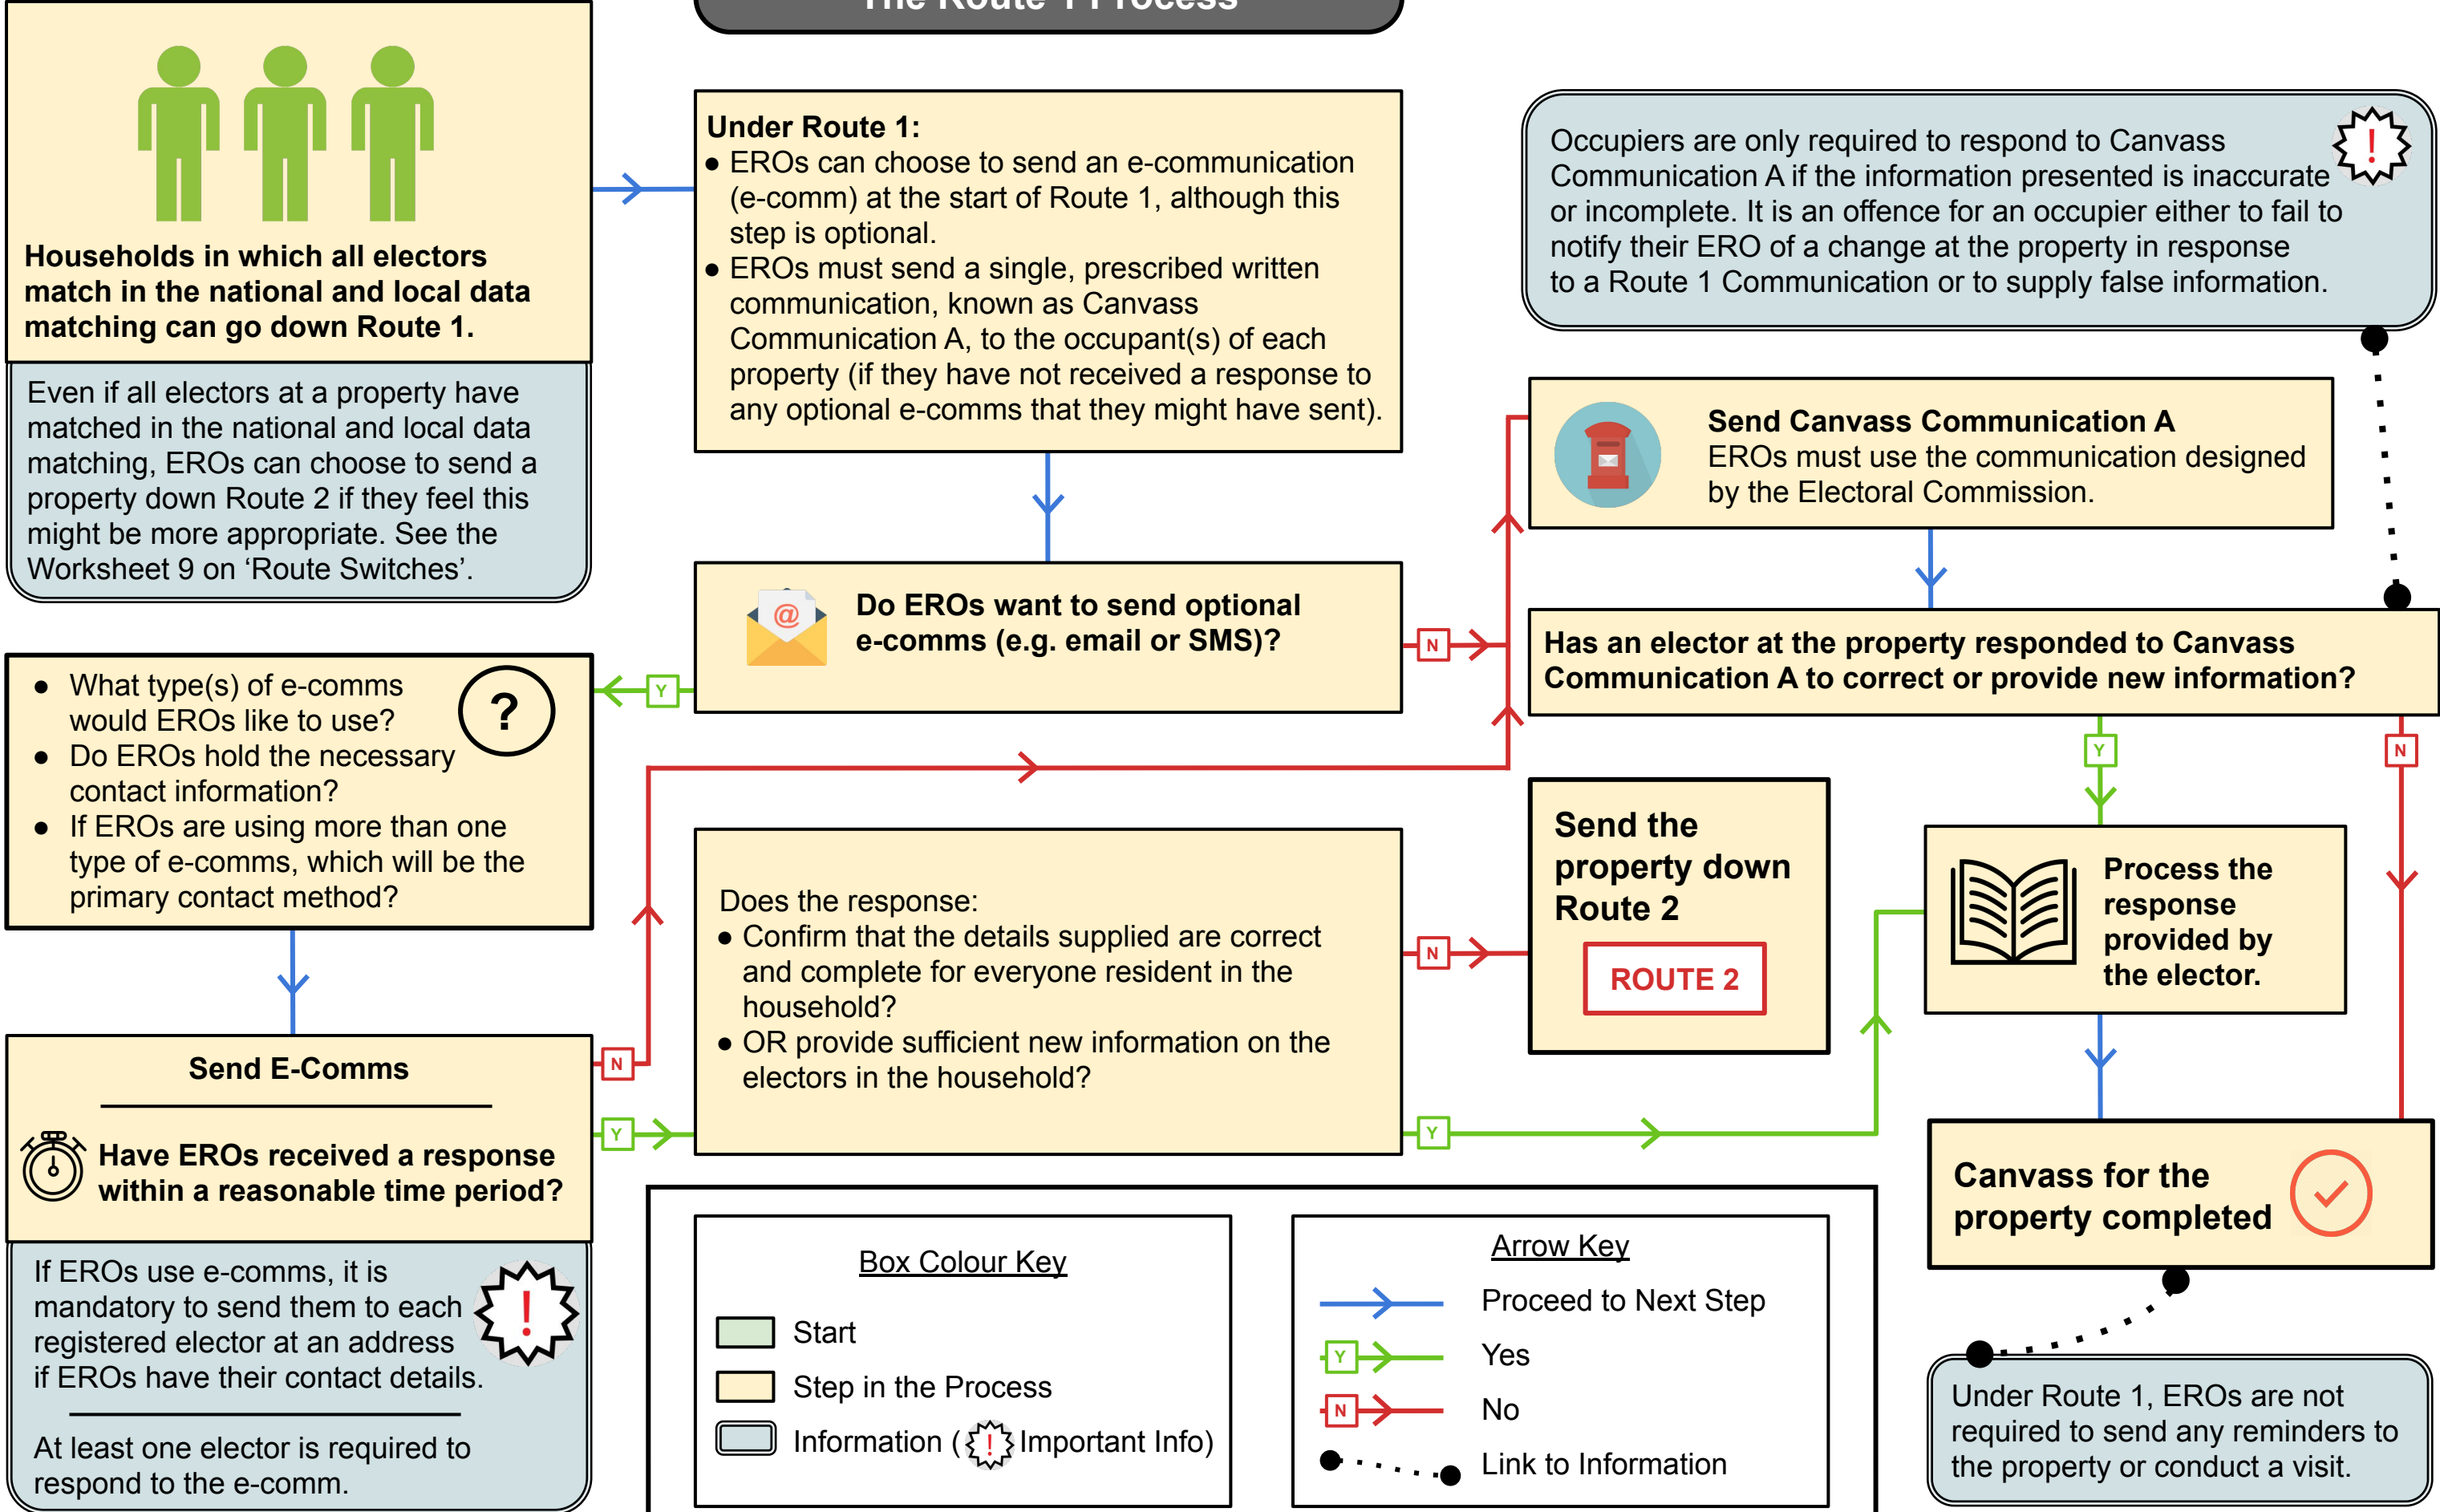 The Route 1 Process
Households in which all electors
match in the national and local data
matching can go down Route 1.
Even if all electors at a property have
matched in the national and local data
matching, EROs can choose to send a
property down Route 2 if they feel this
might be more appropriate. See the
Worksheet 9 on ‘Route Switches’.
Under Route 1:
● EROs can choose to send an e-communication
(e-comm) at the start of Route 1, although this
step is optional.
● EROs must send a single, prescribed written
communication, known as Canvass
Communication A, to the occupant(s) of each
property (if they have not received a response to
any optional e-comms that they might have sent).
Occupiers are only required to respond to Canvass
Communication A if the information presented is inaccurate
or incomplete. It is an offence for an occupier either to fail to
notify their ERO of a change at the property in response
to a Route 1 Communication or to supply false information.
!
Send Canvass Communication A
EROs must use the communication designed
by the Electoral Commission.
@
Do EROs want to send optional
e-comms (e.g. email or SMS)?
N
Y
Has an elector at the property responded to Canvass
Communication A to correct or provide new information?
Y
N
● What type(s) of e-comms
would EROs like to use?
● Do EROs hold the necessary
contact information?
● If EROs are using more than one
type of e-comms, which will be the
primary contact method?
?
Send E-Comms
Have EROs received a response
within a reasonable time period?
N
Y
If EROs use e-comms, it is
mandatory to send them to each
registered elector at an address
if EROs have their contact details.
!
At least one elector is required to
respond to the e-comm.
Does the response:
● Confirm that the details supplied are correct
and complete for everyone resident in the
household?
● OR provide sufficient new information on the
electors in the household?
N
Y
Send the
property down
Route 2
ROUTE 2
Process the
response
provided by
the elector.
Canvass for the
property completed
Under Route 1, EROs are not
required to send any reminders to
the property or conduct a visit.
Box Colour Key
Start
Step in the Process
Information ( ! Important Info)
Arrow Key
Proceed to Next Step
Y Yes
N No
Link to Information